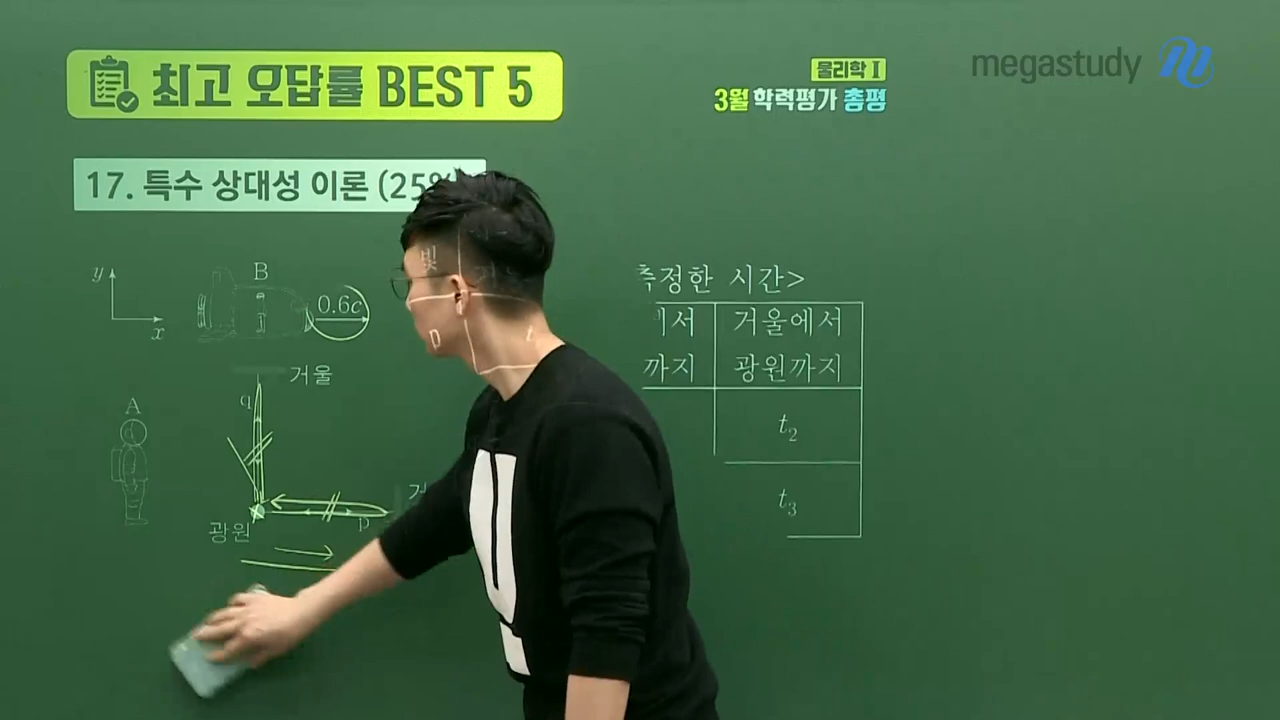 최고 오답률 BEST 5
물리학 I
3월 학력평가 총평
megastudy
17. 특수 상대성 이론 (25%
y
x
B
0.6c
거울
q
A
광원
p
빛
p
측정한 시간>
거울에서
까지
광원까지
t₂
t₃